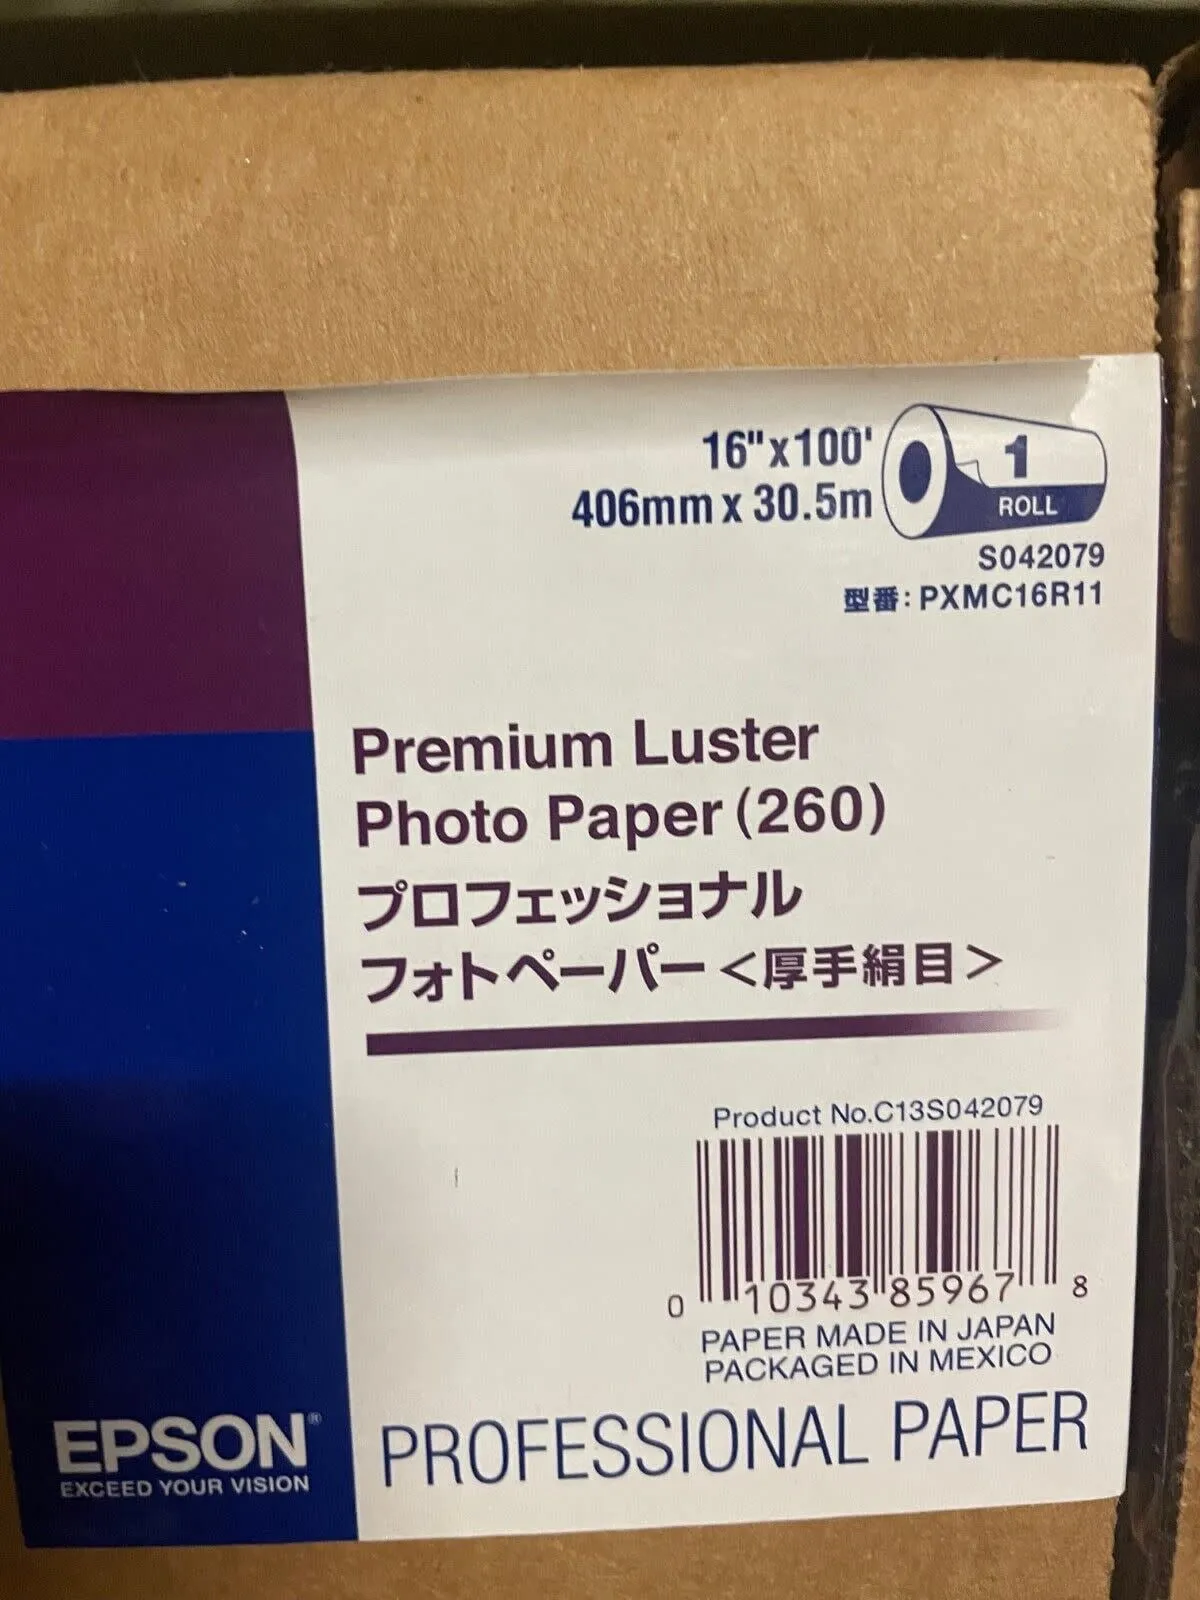 16"x100'
406mm x 30.5m
1
ROLL
S042079
型番:PXMC16R11
Premium Luster
Photo Paper(260)
プロフェッショナル
フォトペーパー<厚手絹目>
Product No.C13S042079
0 10343 85967 8
PAPER MADE IN JAPAN
PACKAGED IN MEXICO
EPSON®
EXCEED YOUR VISION
PROFESSIONAL PAPER